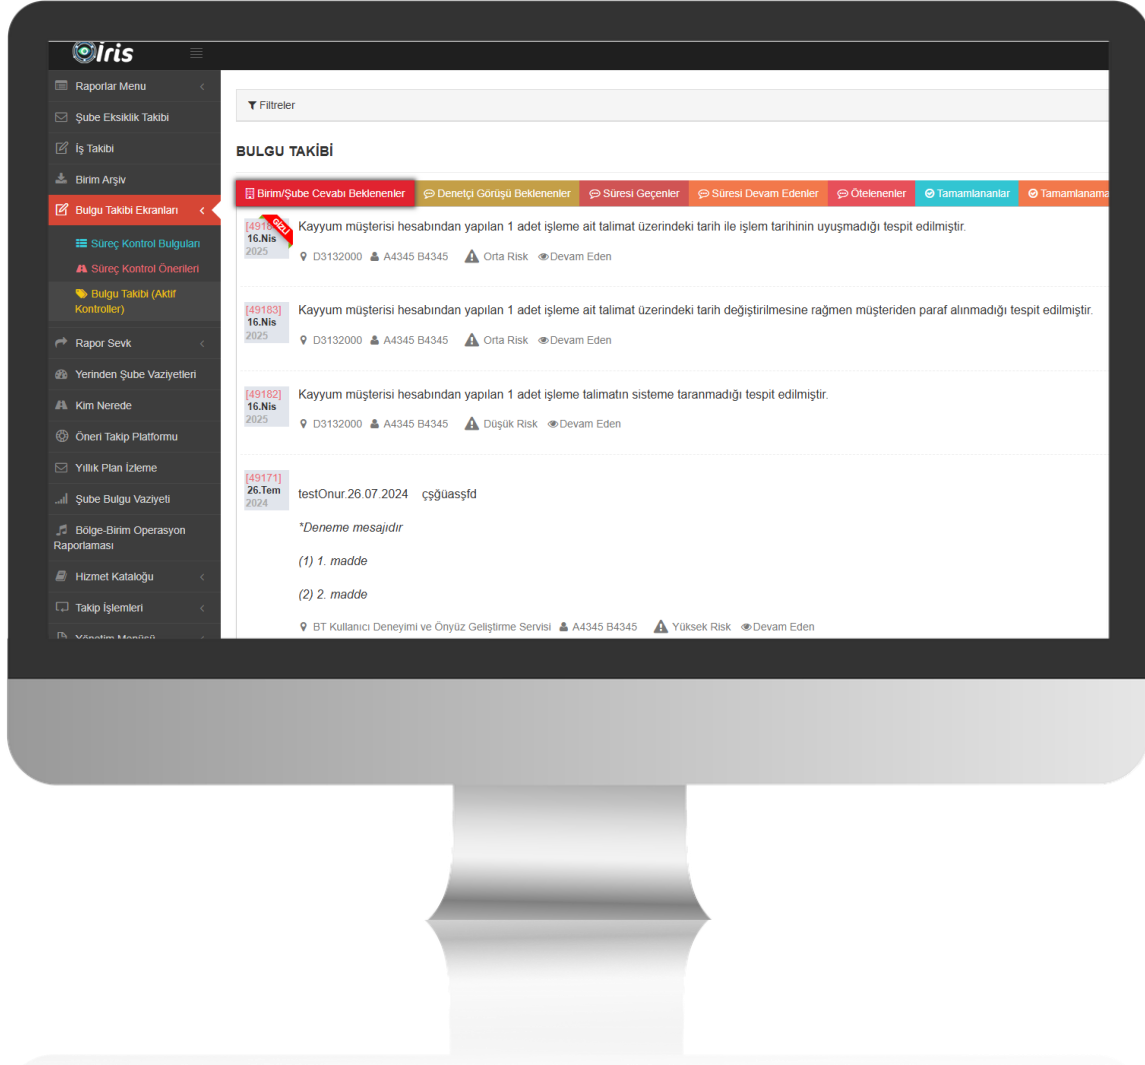 İris
Raporlar Menu
Şube Eksiklik Takibi
İş Takibi
Birim Arşiv
Bulgu Takibi Ekranları
Süreç Kontrol Bulguları
Süreç Kontrol Önerileri
Bulgu Takibi (Aktif
Kontroller)
Rapor Sevk
Yerinden Şube Vaziyetleri
Kim Nerede
Öneri Takip Platformu
Yıllık Plan İzleme
Şube Bulgu Vaziyeti
Bölge-Birim Operasyon
Raporlaması
Hizmet Kataloğu
Takip İşlemleri
Yönetim Menüsü
Filtreler
BULGU TAKİBİ
Birim/Şube Cevabı Beklenenler
Denetçi Görüşü Beklenenler
Süresi Geçenler
Süresi Devam Edenler
Ötelenenler
Tamamlananlar
Tamamlanama
GİZLİ
16.Nis
2025
Kayyum müşterisi hesabından yapılan 1 adet işleme ait talimat üzerindeki tarih ile işlem tarihinin uyuşmadığı tespit edilmiştir.
D3132000 A4345 B4345 Orta Risk Devam Eden
[49183]
16.Nis
2025
Kayyum müşterisi hesabından yapılan 1 adet işleme ait talimat üzerindeki tarih değiştirilmesine rağmen müşteriden paraf alınmadığı tespit edilmiştir.
D3132000 A4345 B4345 Orta Risk Devam Eden
[49182]
16.Nis
2025
Kayyum müşterisi hesabından yapılan 1 adet işleme talimatın sisteme taranmadığı tespit edilmiştir.
D3132000 A4345 B4345 Düşük Risk Devam Eden
[49171]
26.Tem
2024
testOnur.26.07.2024 çşğüasşfd
*Deneme mesajıdır
(1) 1. madde
(2) 2. madde
BT Kullanıcı Deneyimi ve Önyüz Geliştirme Servisi A4345 B4345 Yüksek Risk Devam Eden